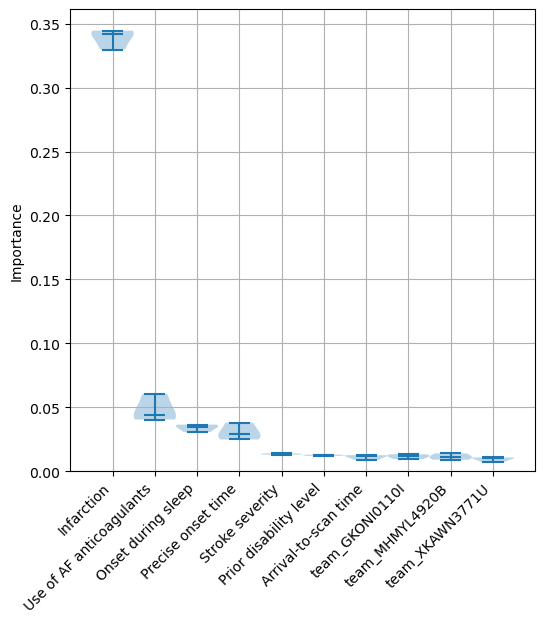 0.35
0.30
0.25
0.20
0.15
0.10
0.05
0.00
Importance
Infarction
Use of AF anticoagulants
Onset during sleep
Precise onset time
Stroke severity
Prior disability level
Arrival-to-scan time
team_GKONI0110I
team_MHMYL4920B
team_XKAWN3771U